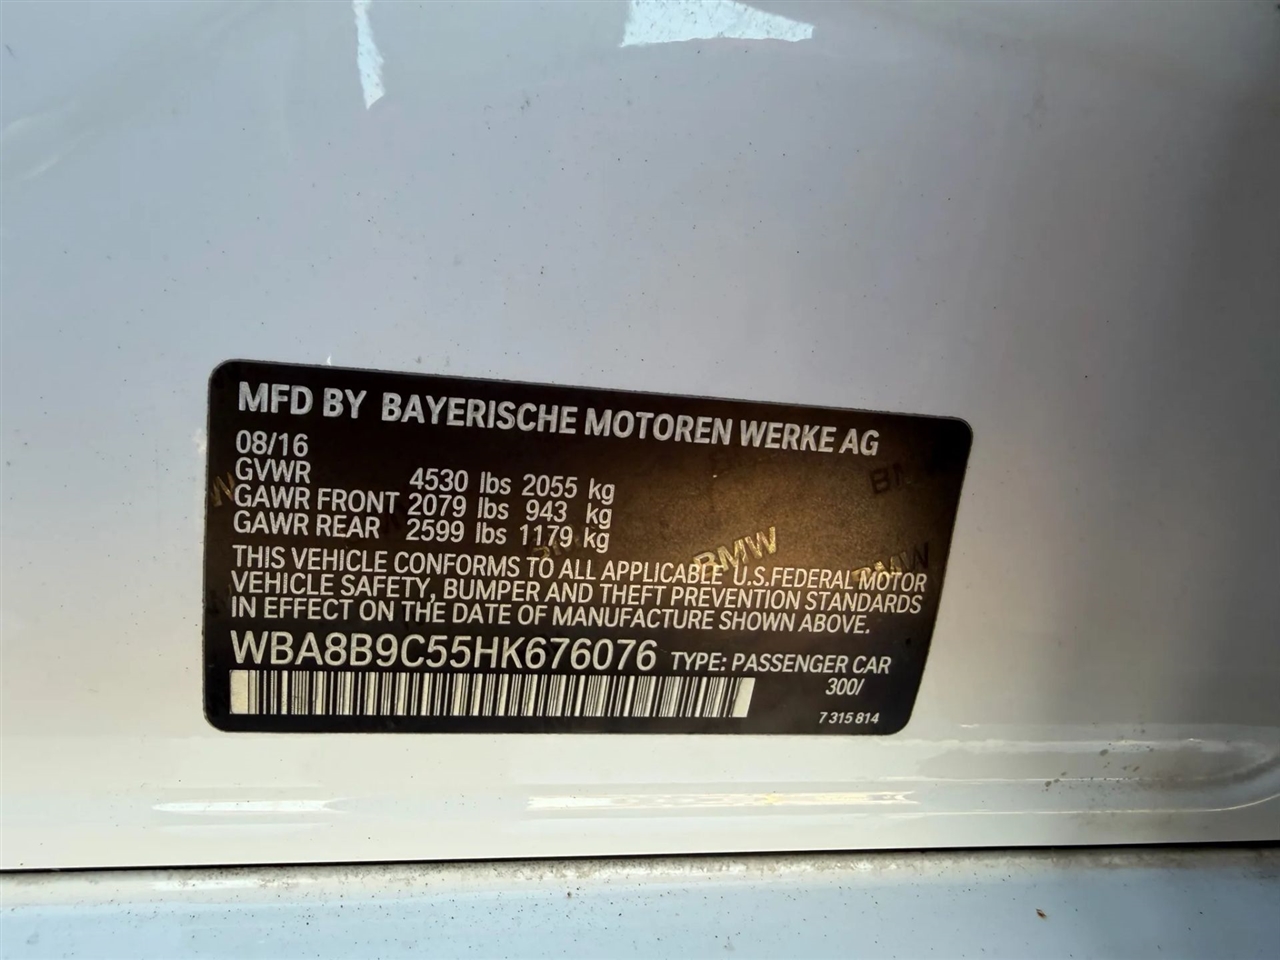 MFD BY BAYERISCHE MOTOREN WERKE AG
08/16
GVWR 4530 lbs 2055 kg
GAWR FRONT 2079 lbs 943 kg
GAWR REAR 2599 lbs 1179 kg
THIS VEHICLE CONFORMS TO ALL APPLICABLE U.S.FEDERAL MOTOR
VEHICLE SAFETY, BUMPER AND THEFT PREVENTION STANDARDS
IN EFFECT ON THE DATE OF MANUFACTURE SHOWN ABOVE.
WBA8B9C55HK676076 TYPE: PASSENGER CAR
300/
7 315 814
BMW
BMW